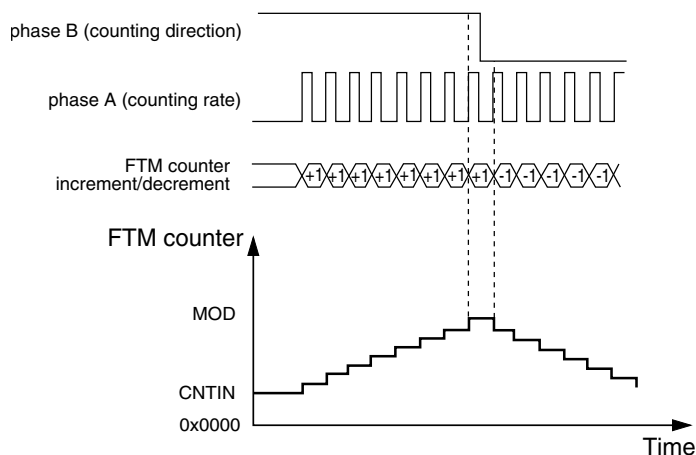 phase B (counting direction)
phase A (counting rate)
FTM counter
increment/decrement
+1 +1 +1 +1 +1 +1 +1 +1 -1 -1 -1 -1 -1
FTM counter
MOD
CNTIN
0x0000
Time